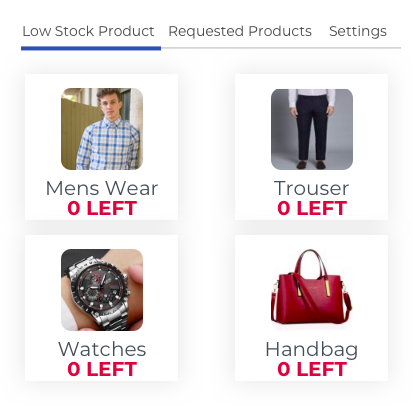 Low Stock Product Requested Products Settings
Mens Wear Trouser
0 LEFT 0 LEFT
Watches Handbag
0 LEFT 0 LEFT